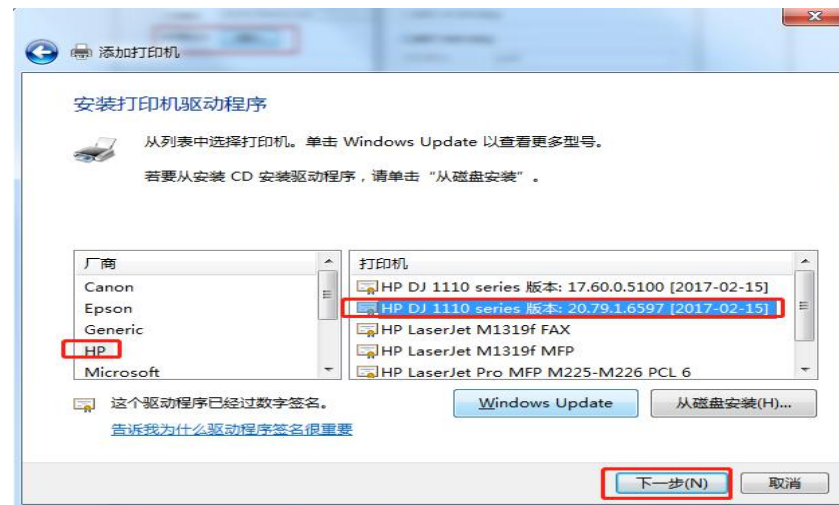 添加打印机
安装打印机驱动程序
从列表中选择打印机。单击 Windows Update 以查看更多型号。
若要从安装 CD 安装驱动程序，请单击“从磁盘安装”。
厂商
Canon
Epson
Generic
HP
Microsoft
打印机
HP DJ 1110 series 版本: 17.60.0.5100 [2017-02-15]
HP DJ 1110 series 版本: 20.79.1.6597 [2017-02-15]
HP LaserJet M1319f FAX
HP LaserJet M1319f MFP
HP LaserJet Pro MFP M225-M226 PCL 6
这个驱动程序已经过数字签名。
告诉我为什么驱动程序签名很重要
Windows Update
从磁盘安装(H)...
下一步(N)
取消